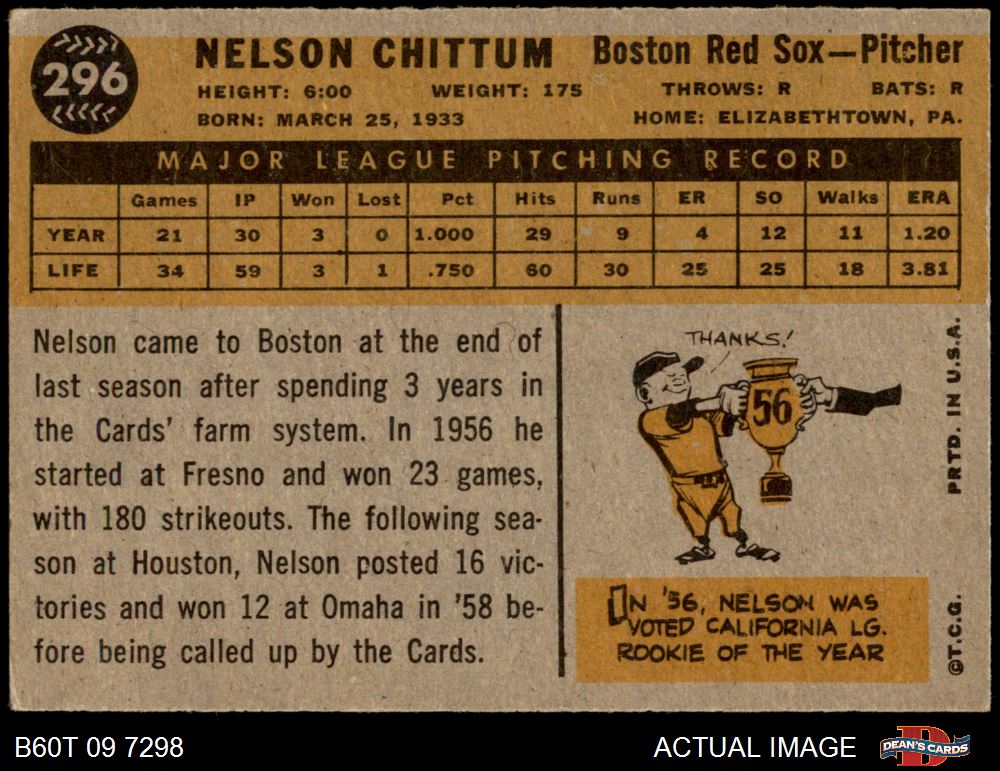 296
NELSON CHITTUM Boston Red Sox—Pitcher
HEIGHT: 6:00 WEIGHT: 175 THROWS: R BATS: R
BORN: MARCH 25, 1933 HOME: ELIZABETHTOWN, PA.
MAJOR LEAGUE PITCHING RECORD
Games IP Won Lost Pct Hits Runs ER SO Walks ERA
YEAR 21 30 3 0 1.000 29 9 4 12 11 1.20
LIFE 34 59 3 1 .750 60 30 25 25 18 3.81
Nelson came to Boston at the end of
last season after spending 3 years in
the Cards' farm system. In 1956 he
started at Fresno and won 23 games,
with 180 strikeouts. The following sea-
son at Houston, Nelson posted 16 vic-
tories and won 12 at Omaha in '58 be-
fore being called up by the Cards.
THANKS!
56
IN '56, NELSON WAS
VOTED CALIFORNIA LG.
ROOKIE OF THE YEAR
©T.C.G. PRTD. IN U.S.A.
B60T 09 7298 ACTUAL IMAGE DEAN'S CARDS